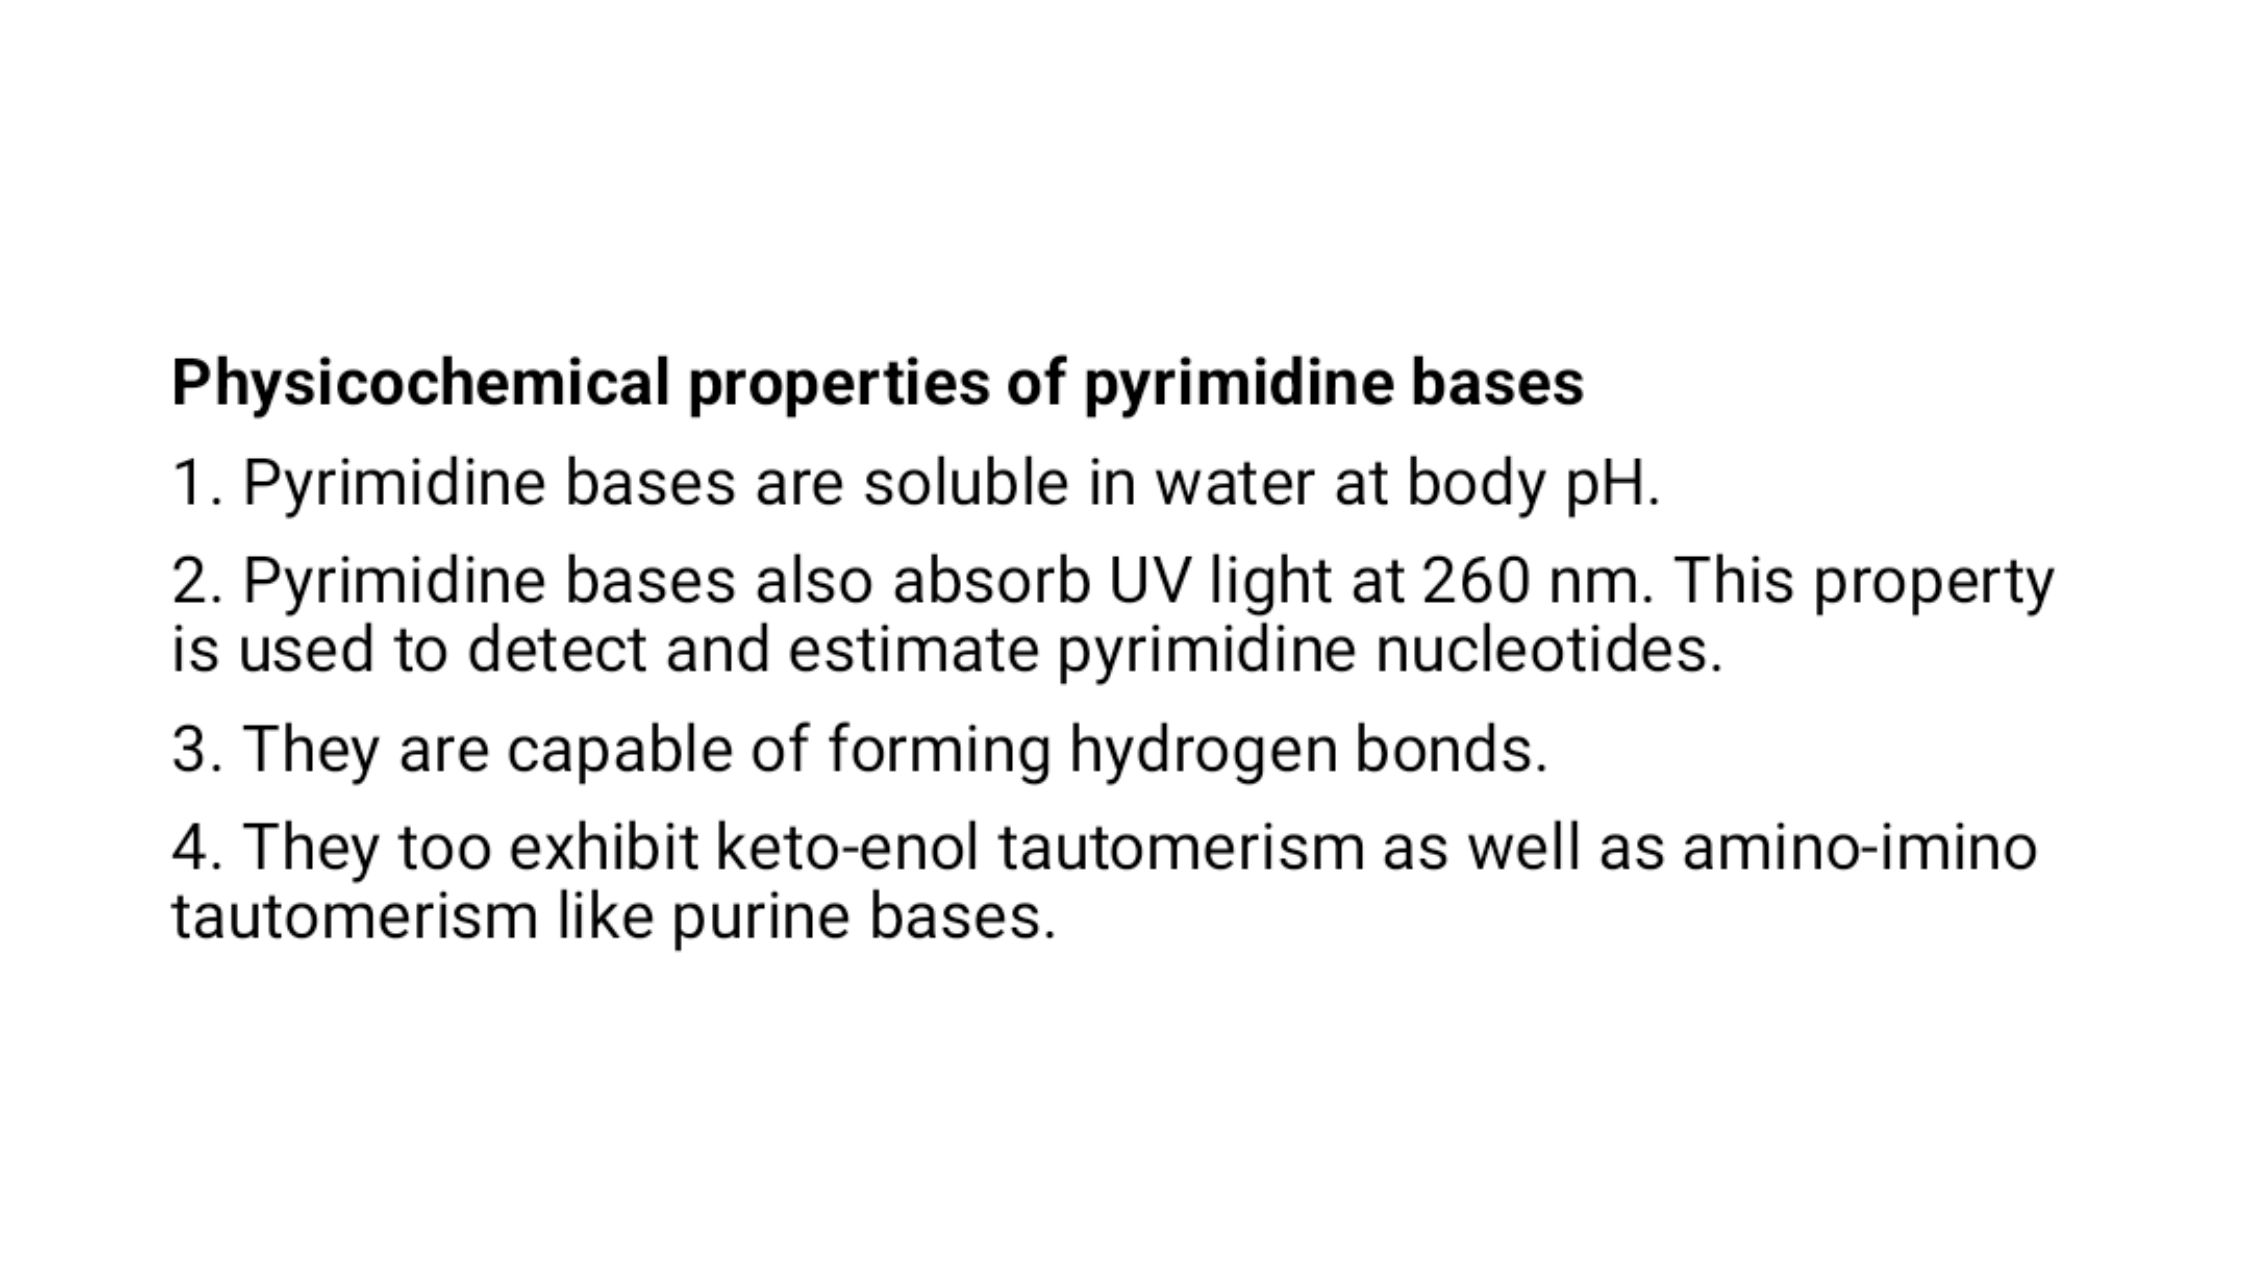 Physicochemical properties of pyrimidine bases
1. Pyrimidine bases are soluble in water at body pH.
2. Pyrimidine bases also absorb UV light at 260 nm. This property
is used to detect and estimate pyrimidine nucleotides.
3. They are capable of forming hydrogen bonds.
4. They too exhibit keto-enol tautomerism as well as amino-imino
tautomerism like purine bases.